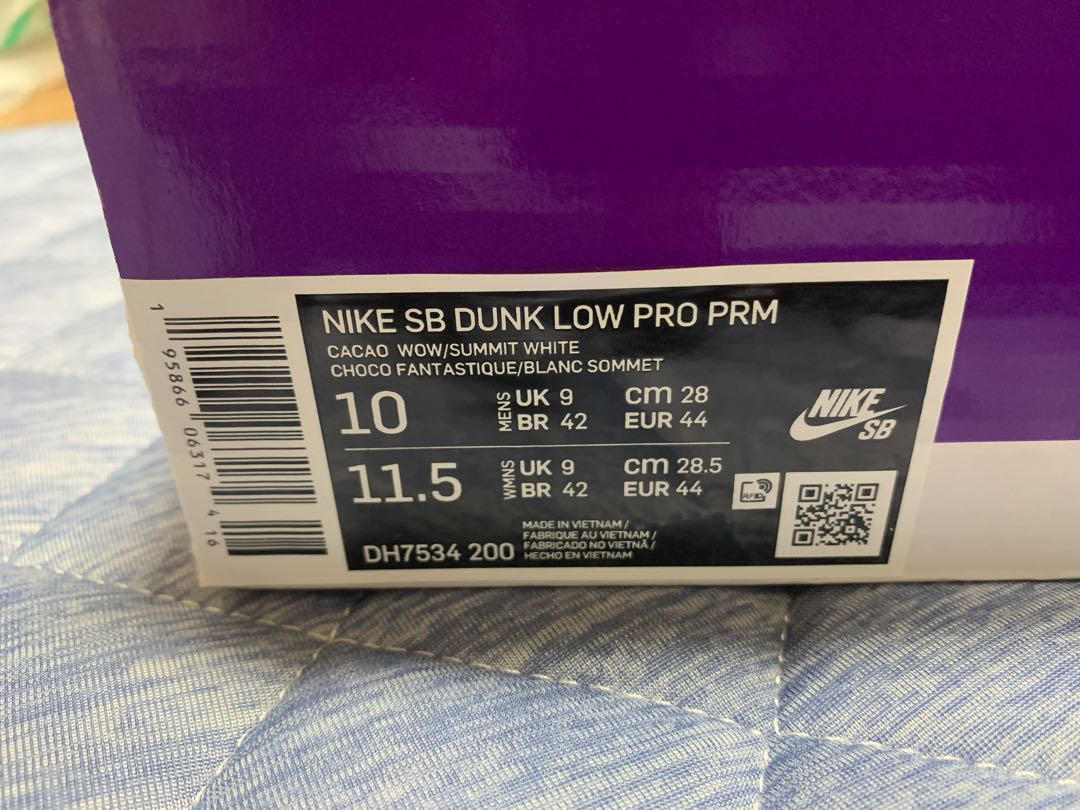 NIKE SB DUNK LOW PRO PRM
CACAO WOW/SUMMIT WHITE
CHOCO FANTASTIQUE/BLANC SOMMET
10 MENS UK 9 cm 28
BR 42 EUR 44
11.5 WMNS UK 9 cm 28.5
BR 42 EUR 44
DH7534 200
MADE IN VIETNAM /
FABRIQUE AU VIETNAM /
FABRICADO NO VIETNÃ /
HECHO EN VIETNAM
NIKE
SB
RFID
1 95866 06317 4 16